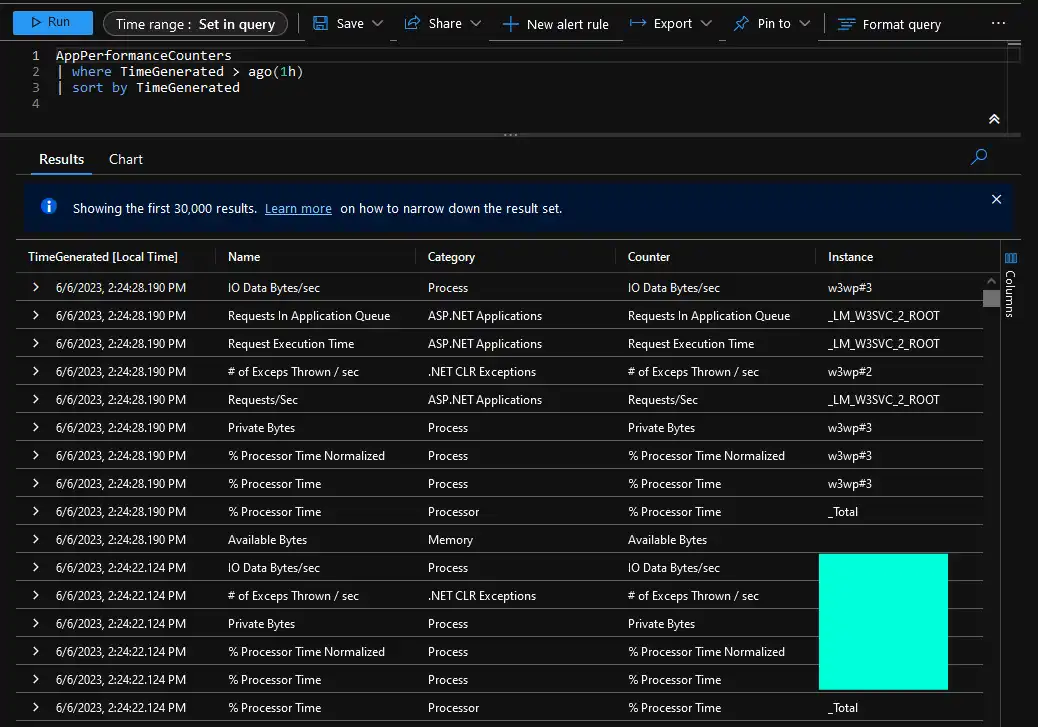 Run Time range : Set in query Save Share New alert rule Export Pin to Format query ...
1 AppPerformanceCounters
2 | where TimeGenerated > ago(1h)
3 | sort by TimeGenerated
4
Results Chart
Showing the first 30,000 results. Learn more on how to narrow down the result set.
TimeGenerated [Local Time] Name Category Counter Instance
Columns
6/6/2023, 2:24:28.190 PM IO Data Bytes/sec Process IO Data Bytes/sec w3wp#3
6/6/2023, 2:24:28.190 PM Requests In Application Queue ASP.NET Applications Requests In Application Queue _LM_W3SVC_2_ROOT
6/6/2023, 2:24:28.190 PM Request Execution Time ASP.NET Applications Request Execution Time _LM_W3SVC_2_ROOT
6/6/2023, 2:24:28.190 PM # of Exceps Thrown / sec .NET CLR Exceptions # of Exceps Thrown / sec w3wp#2
6/6/2023, 2:24:28.190 PM Requests/Sec ASP.NET Applications Requests/Sec _LM_W3SVC_2_ROOT
6/6/2023, 2:24:28.190 PM Private Bytes Process Private Bytes w3wp#3
6/6/2023, 2:24:28.190 PM % Processor Time Normalized Process % Processor Time Normalized w3wp#3
6/6/2023, 2:24:28.190 PM % Processor Time Process % Processor Time w3wp#3
6/6/2023, 2:24:28.190 PM % Processor Time Processor % Processor Time _Total
6/6/2023, 2:24:28.190 PM Available Bytes Memory Available Bytes
6/6/2023, 2:24:22.124 PM IO Data Bytes/sec Process IO Data Bytes/sec
6/6/2023, 2:24:22.124 PM # of Exceps Thrown / sec .NET CLR Exceptions # of Exceps Thrown / sec
6/6/2023, 2:24:22.124 PM Private Bytes Process Private Bytes
6/6/2023, 2:24:22.124 PM % Processor Time Normalized Process % Processor Time Normalized
6/6/2023, 2:24:22.124 PM % Processor Time Process % Processor Time
6/6/2023, 2:24:22.124 PM % Processor Time Processor % Processor Time _Total